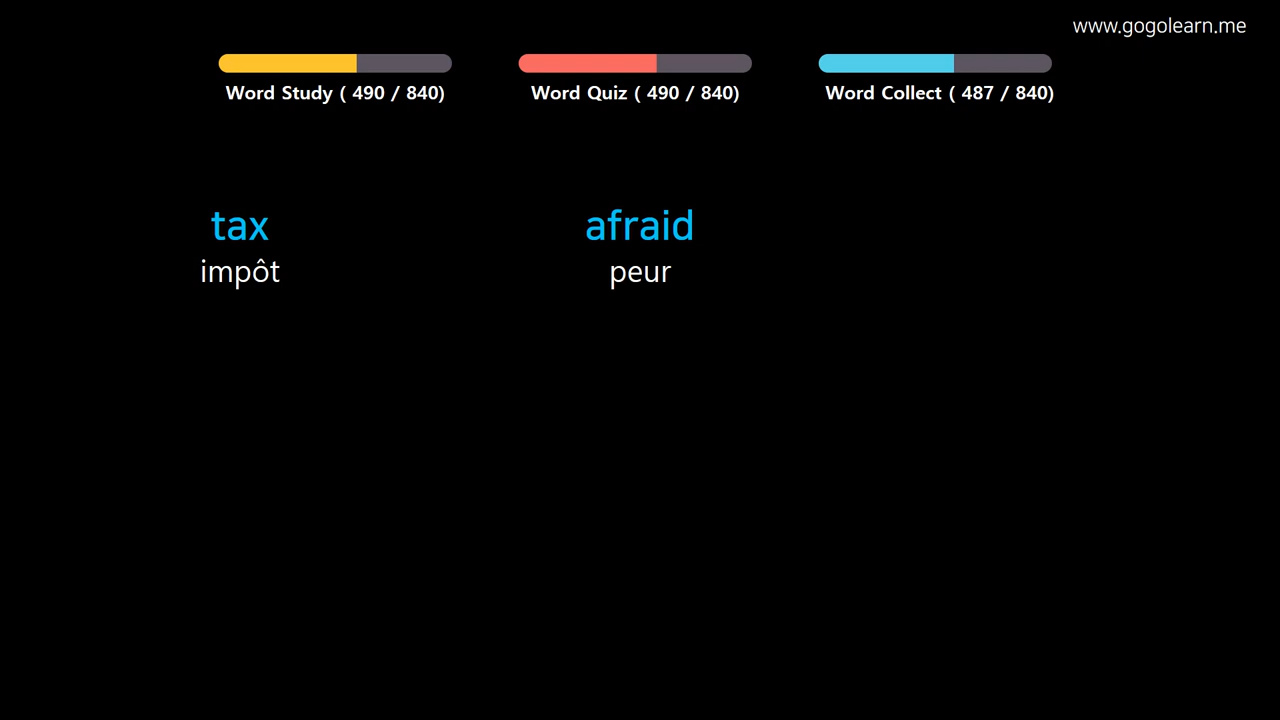 www.gogolearn.me
Word Study ( 490 / 840)
Word Quiz ( 490 / 840)
Word Collect ( 487 / 840)
tax
impôt
afraid
peur